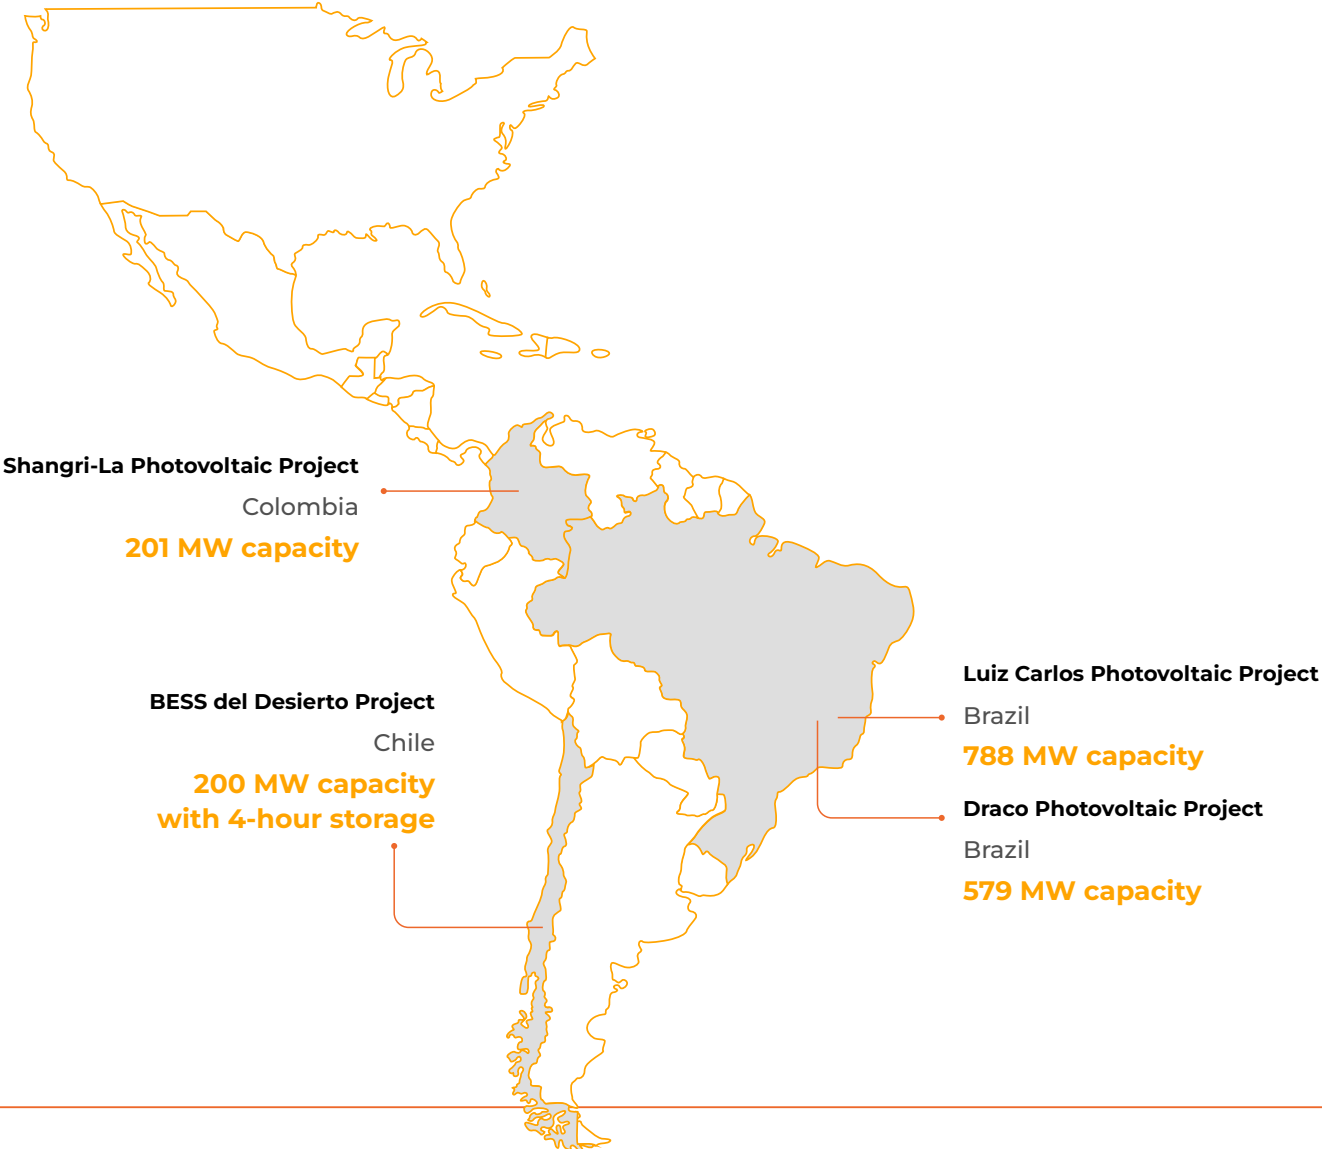 Shangri-La Photovoltaic Project
Colombia
201 MW capacity
BESS del Desierto Project
Chile
200 MW capacity
with 4-hour storage
Luiz Carlos Photovoltaic Project
Brazil
788 MW capacity
Draco Photovoltaic Project
Brazil
579 MW capacity